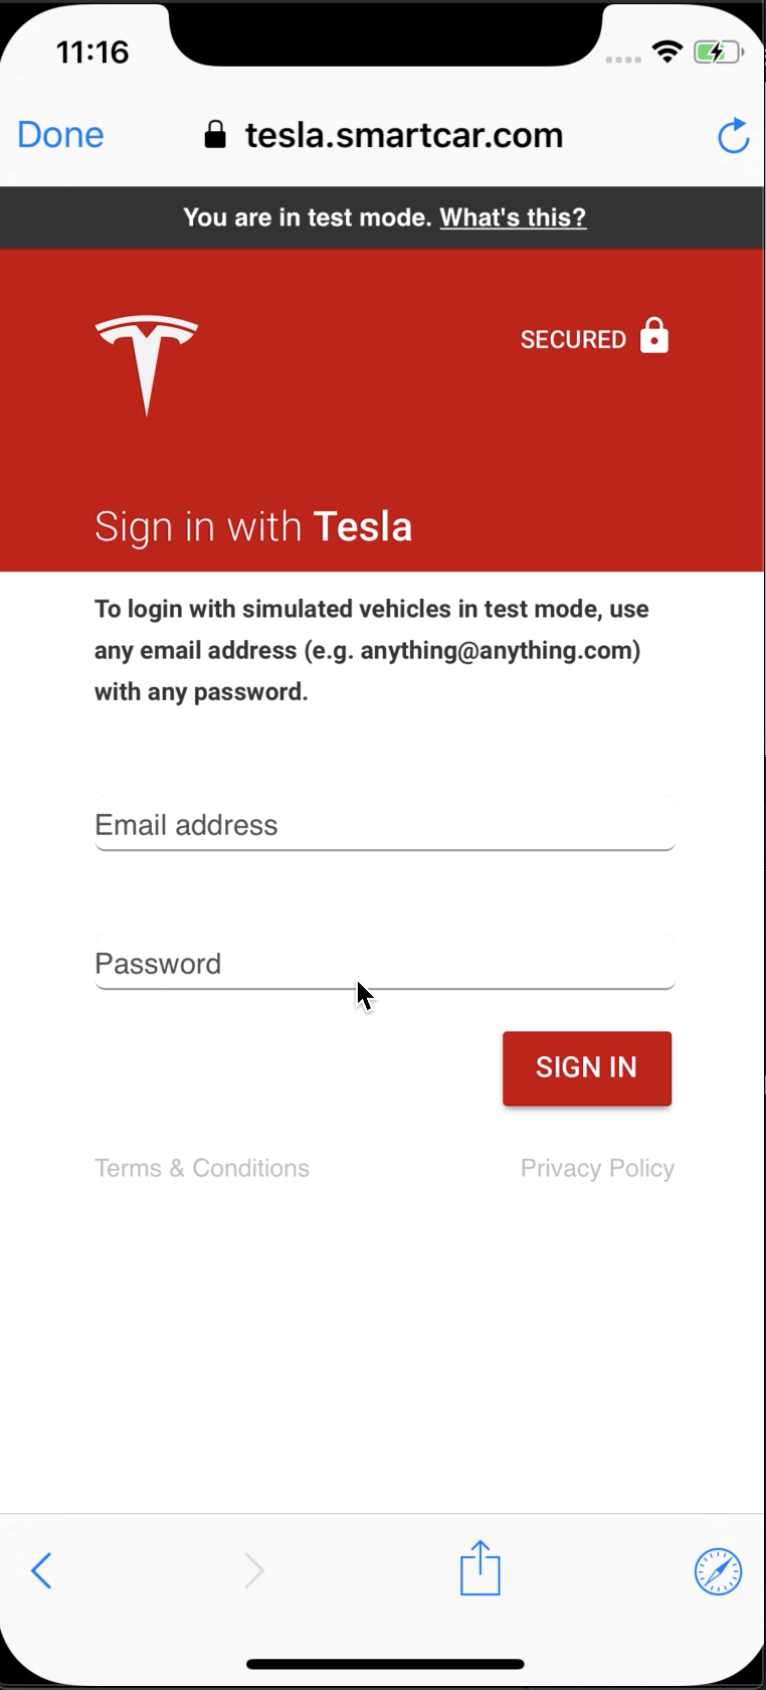 11:16
Done
tesla.smartcar.com
You are in test mode. What's this?
SECURED
Sign in with Tesla
To login with simulated vehicles in test mode, use
any email address (e.g. anything@anything.com)
with any password.
Email address
Password
SIGN IN
Terms & Conditions
Privacy Policy